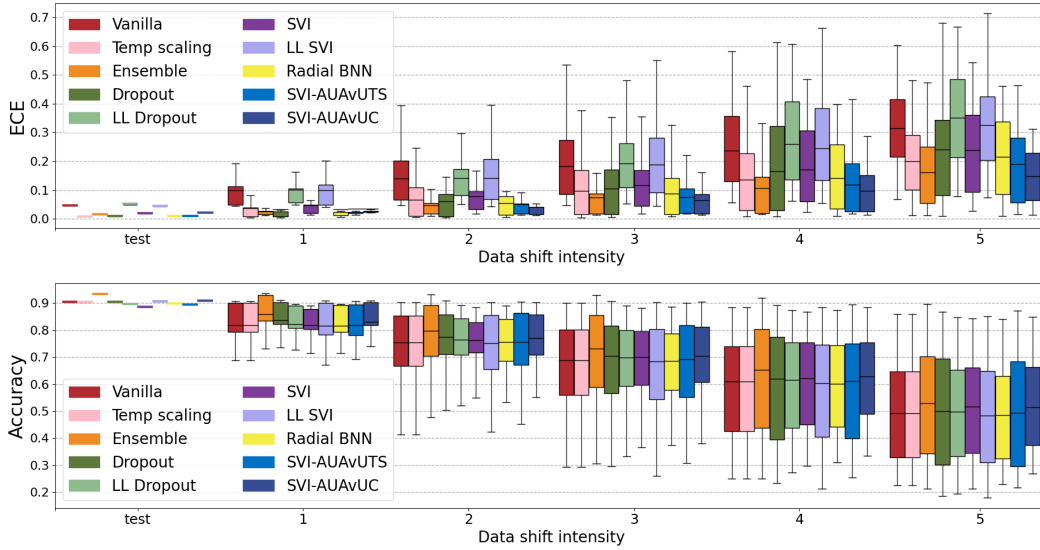 ECE
0.7
0.6
0.5
0.4
0.3
0.2
0.1
0.0
Vanilla
Temp scaling
Ensemble
Dropout
LL Dropout
SVI
LL SVI
Radial BNN
SVI-AUAvUTS
SVI-AUAvUC
test 1 2 3 4 5
Data shift intensity
Accuracy
0.9
0.8
0.7
0.6
0.5
0.4
0.3
0.2
Vanilla
Temp scaling
Ensemble
Dropout
LL Dropout
SVI
LL SVI
Radial BNN
SVI-AUAvUTS
SVI-AUAvUC
test 1 2 3 4 5
Data shift intensity